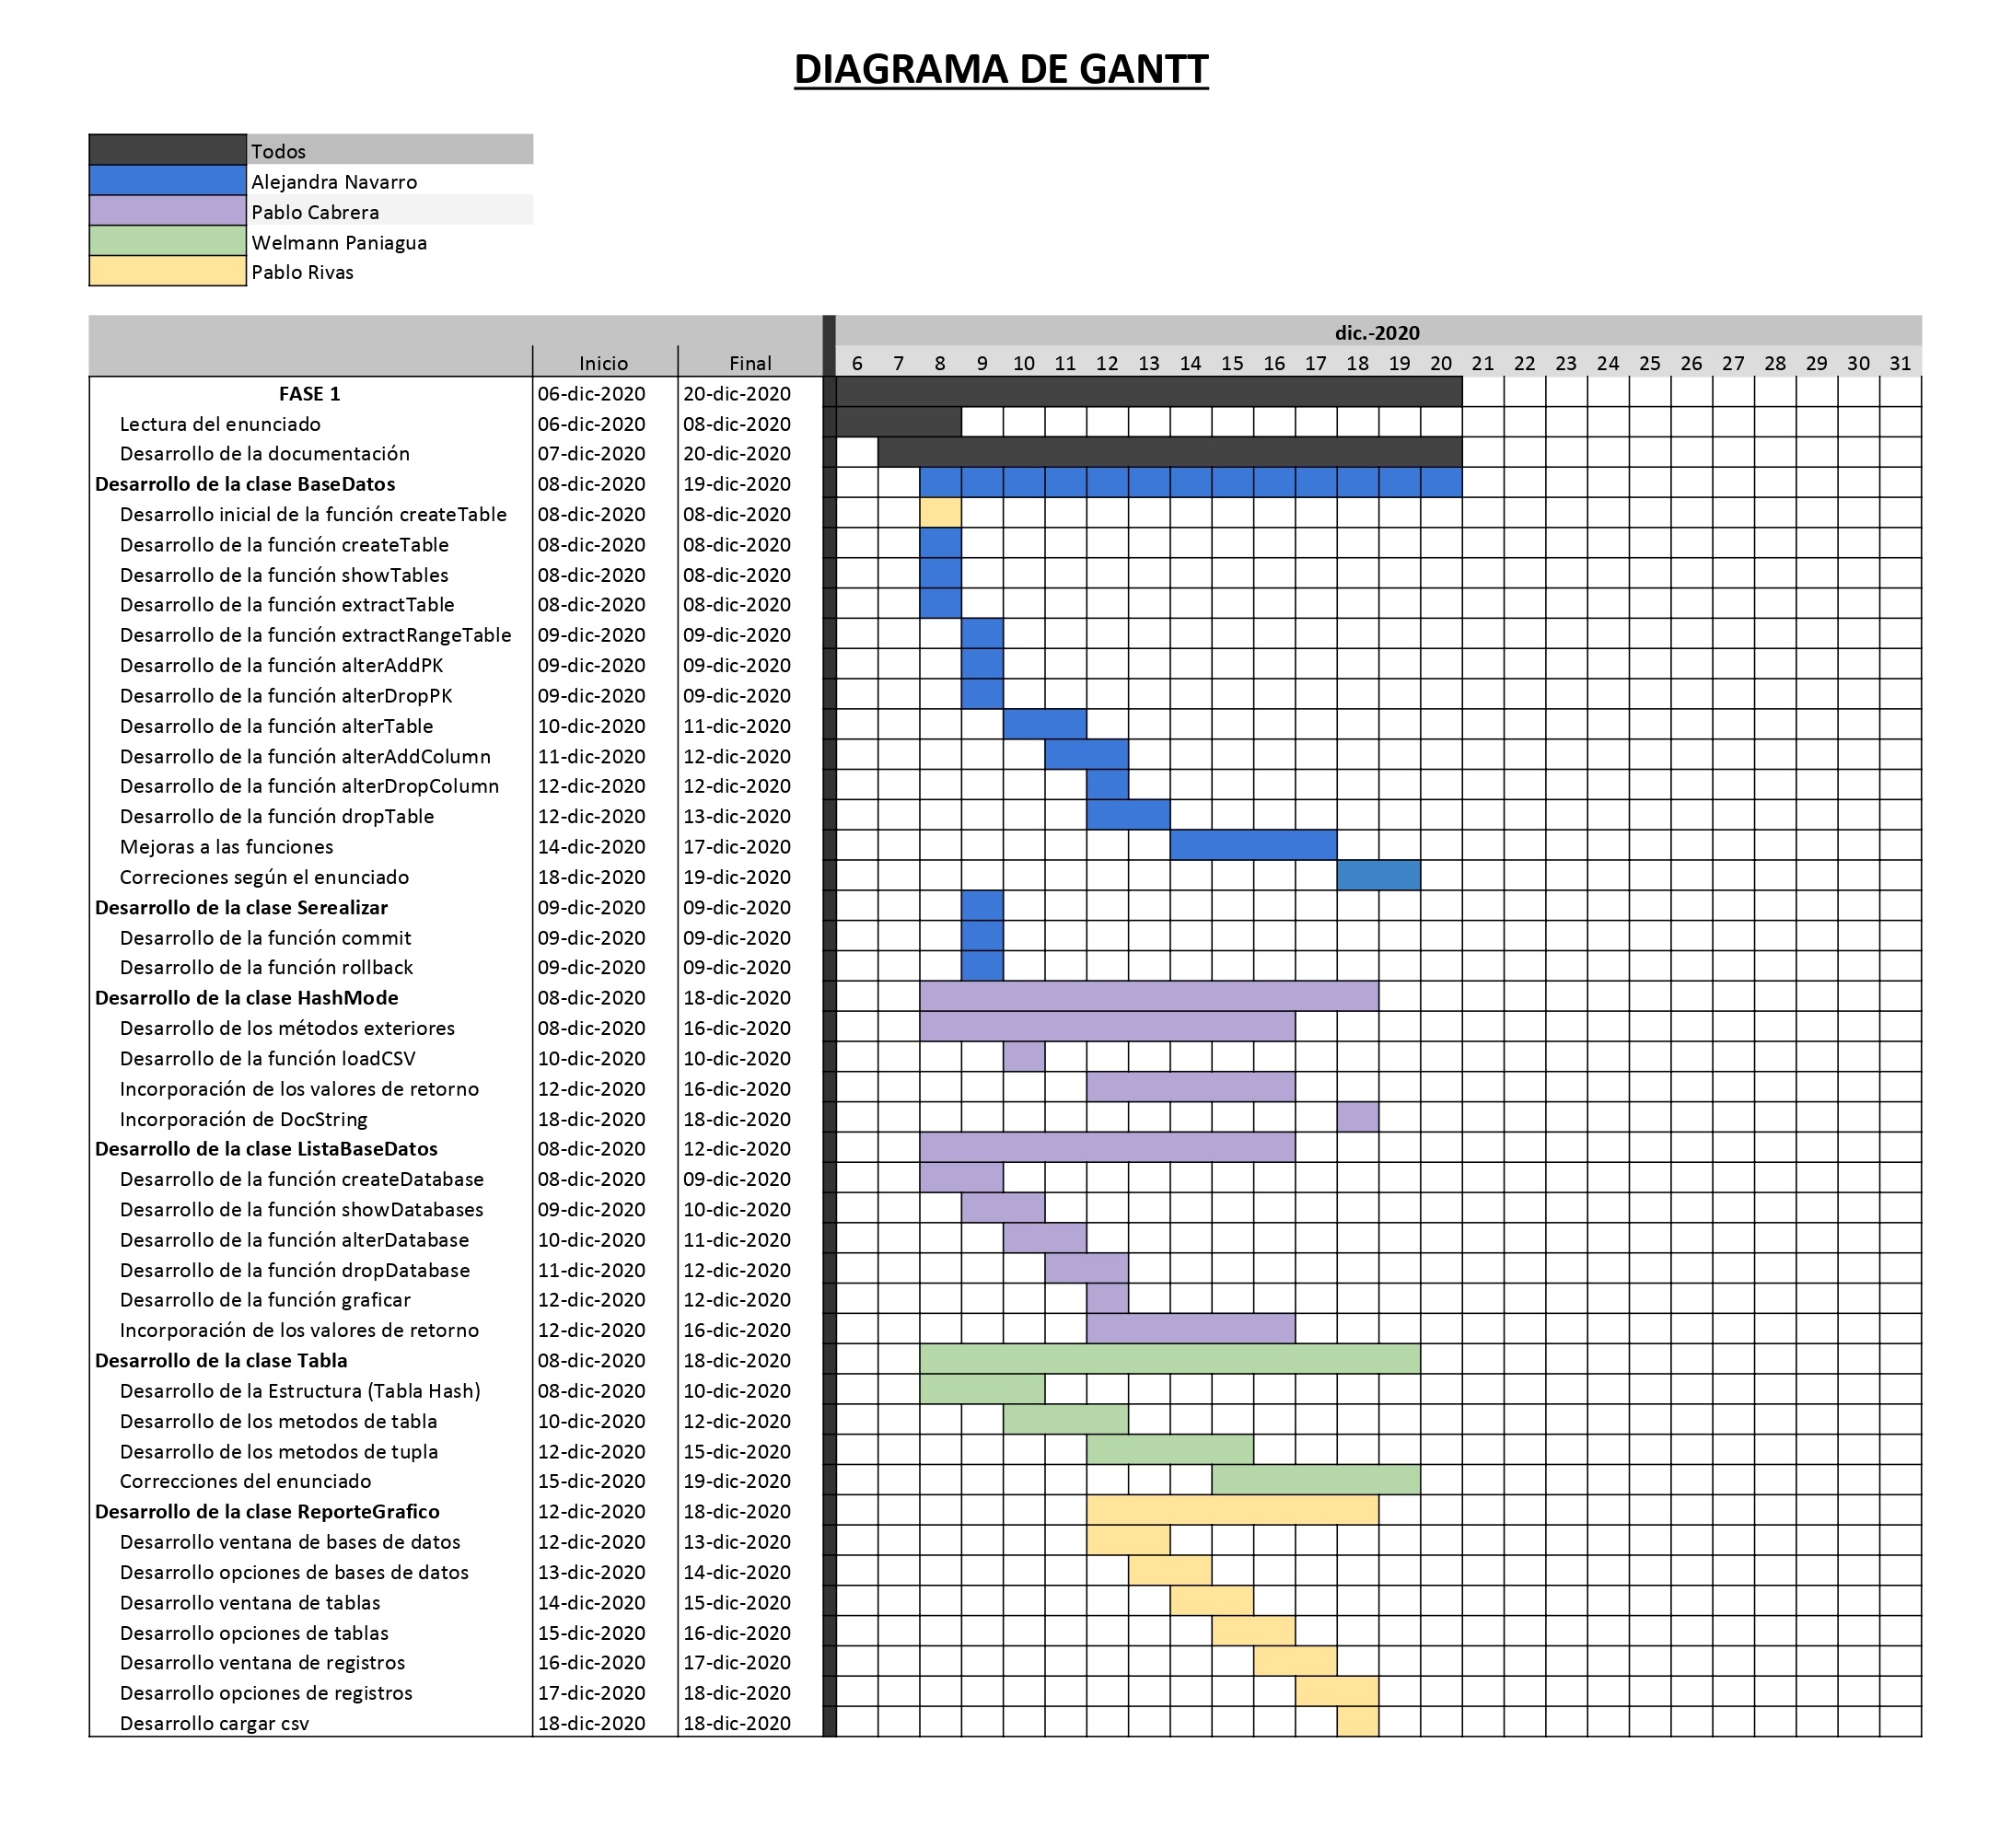 DIAGRAMA DE GANTT
Todos
Alejandra Navarro
Pablo Cabrera
Welmann Paniagua
Pablo Rivas
dic.-2020
Inicio Final 6 7 8 9 10 11 12 13 14 15 16 17 18 19 20 21 22 23 24 25 26 27 28 29 30 31
FASE 1 06-dic-2020 20-dic-2020
Lectura del enunciado 06-dic-2020 08-dic-2020
Desarrollo de la documentación 07-dic-2020 20-dic-2020
Desarrollo de la clase BaseDatos 08-dic-2020 19-dic-2020
Desarrollo inicial de la función createTable 08-dic-2020 08-dic-2020
Desarrollo de la función createTable 08-dic-2020 08-dic-2020
Desarrollo de la función showTables 08-dic-2020 08-dic-2020
Desarrollo de la función extractTable 08-dic-2020 08-dic-2020
Desarrollo de la función extractRangeTable 09-dic-2020 09-dic-2020
Desarrollo de la función alterAddPK 09-dic-2020 09-dic-2020
Desarrollo de la función alterDropPK 09-dic-2020 09-dic-2020
Desarrollo de la función alterTable 10-dic-2020 11-dic-2020
Desarrollo de la función alterAddColumn 11-dic-2020 12-dic-2020
Desarrollo de la función alterDropColumn 12-dic-2020 12-dic-2020
Desarrollo de la función dropTable 12-dic-2020 13-dic-2020
Mejoras a las funciones 14-dic-2020 17-dic-2020
Correciones según el enunciado 18-dic-2020 19-dic-2020
Desarrollo de la clase Serealizar 09-dic-2020 09-dic-2020
Desarrollo de la función commit 09-dic-2020 09-dic-2020
Desarrollo de la función rollback 09-dic-2020 09-dic-2020
Desarrollo de la clase HashMode 08-dic-2020 18-dic-2020
Desarrollo de los métodos exteriores 08-dic-2020 16-dic-2020
Desarrollo de la función loadCSV 10-dic-2020 10-dic-2020
Incorporación de los valores de retorno 12-dic-2020 16-dic-2020
Incorporación de DocString 18-dic-2020 18-dic-2020
Desarrollo de la clase ListaBaseDatos 08-dic-2020 12-dic-2020
Desarrollo de la función createDatabase 08-dic-2020 09-dic-2020
Desarrollo de la función showDatabases 09-dic-2020 10-dic-2020
Desarrollo de la función alterDatabase 10-dic-2020 11-dic-2020
Desarrollo de la función dropDatabase 11-dic-2020 12-dic-2020
Desarrollo de la función graficar 12-dic-2020 12-dic-2020
Incorporación de los valores de retorno 12-dic-2020 16-dic-2020
Desarrollo de la clase Tabla 08-dic-2020 18-dic-2020
Desarrollo de la Estructura (Tabla Hash) 08-dic-2020 10-dic-2020
Desarrollo de los metodos de tabla 10-dic-2020 12-dic-2020
Desarrollo de los metodos de tupla 12-dic-2020 15-dic-2020
Correcciones del enunciado 15-dic-2020 19-dic-2020
Desarrollo de la clase ReporteGrafico 12-dic-2020 18-dic-2020
Desarrollo ventana de bases de datos 12-dic-2020 13-dic-2020
Desarrollo opciones de bases de datos 13-dic-2020 14-dic-2020
Desarrollo ventana de tablas 14-dic-2020 15-dic-2020
Desarrollo opciones de tablas 15-dic-2020 16-dic-2020
Desarrollo ventana de registros 16-dic-2020 17-dic-2020
Desarrollo opciones de registros 17-dic-2020 18-dic-2020
Desarrollo cargar csv 18-dic-2020 18-dic-2020